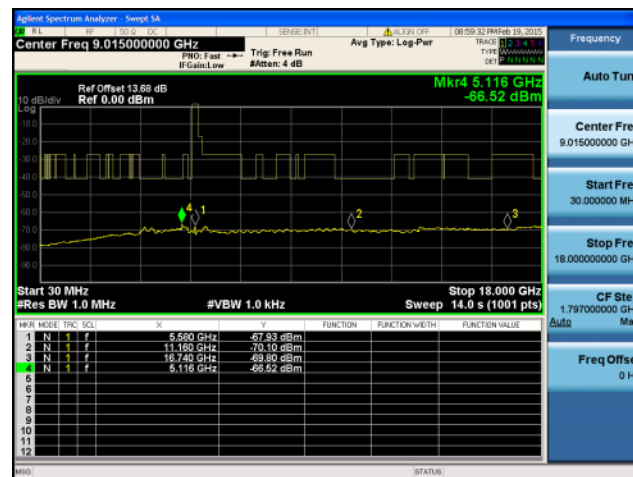 Agilent Spectrum Analyzer - Swept SA
RL RF 50 Ω DC SENSE:INT ALIGN OFF 08:59:32 PM Feb 19, 2015
Center Freq 9.015000000 GHz
PNO: Fast
IFGain:Low
Trig: Free Run
#Atten: 4 dB
Avg Type: Log-Pwr
TRACE 1 2 3 4 5 6
TYPE
DET P N N N N N
Frequency
Auto Tun
Center Fre
9.015000000 GH
Start Fre
30.000000 MH
Stop Fre
18.000000000 GH
CF Ste
1.797000000 GH
Auto Ma
Freq Offs
0 H
Mkr4 5.116 GHz
-66.52 dBm
Ref Offset 13.68 dB
10 dB/div Ref 0.00 dBm
Log
-10.0
-20.0
-30.0
-40.0
-50.0
-60.0
-70.0
-80.0
-90.0
4 1 2 3
Start 30 MHz Stop 18.000 GHz
#Res BW 1.0 MHz #VBW 1.0 kHz Sweep 14.0 s (1001 pts)
MKR MODE TRC SCL X Y FUNCTION FUNCTION WIDTH FUNCTION VALUE
1 N 1 f 5.580 GHz -67.93 dBm
2 N 1 f 11.160 GHz -70.10 dBm
3 N 1 f 16.740 GHz -69.80 dBm
4 N 1 f 5.116 GHz -66.52 dBm
5
6
7
8
9
10
11
12
MSG STATUS